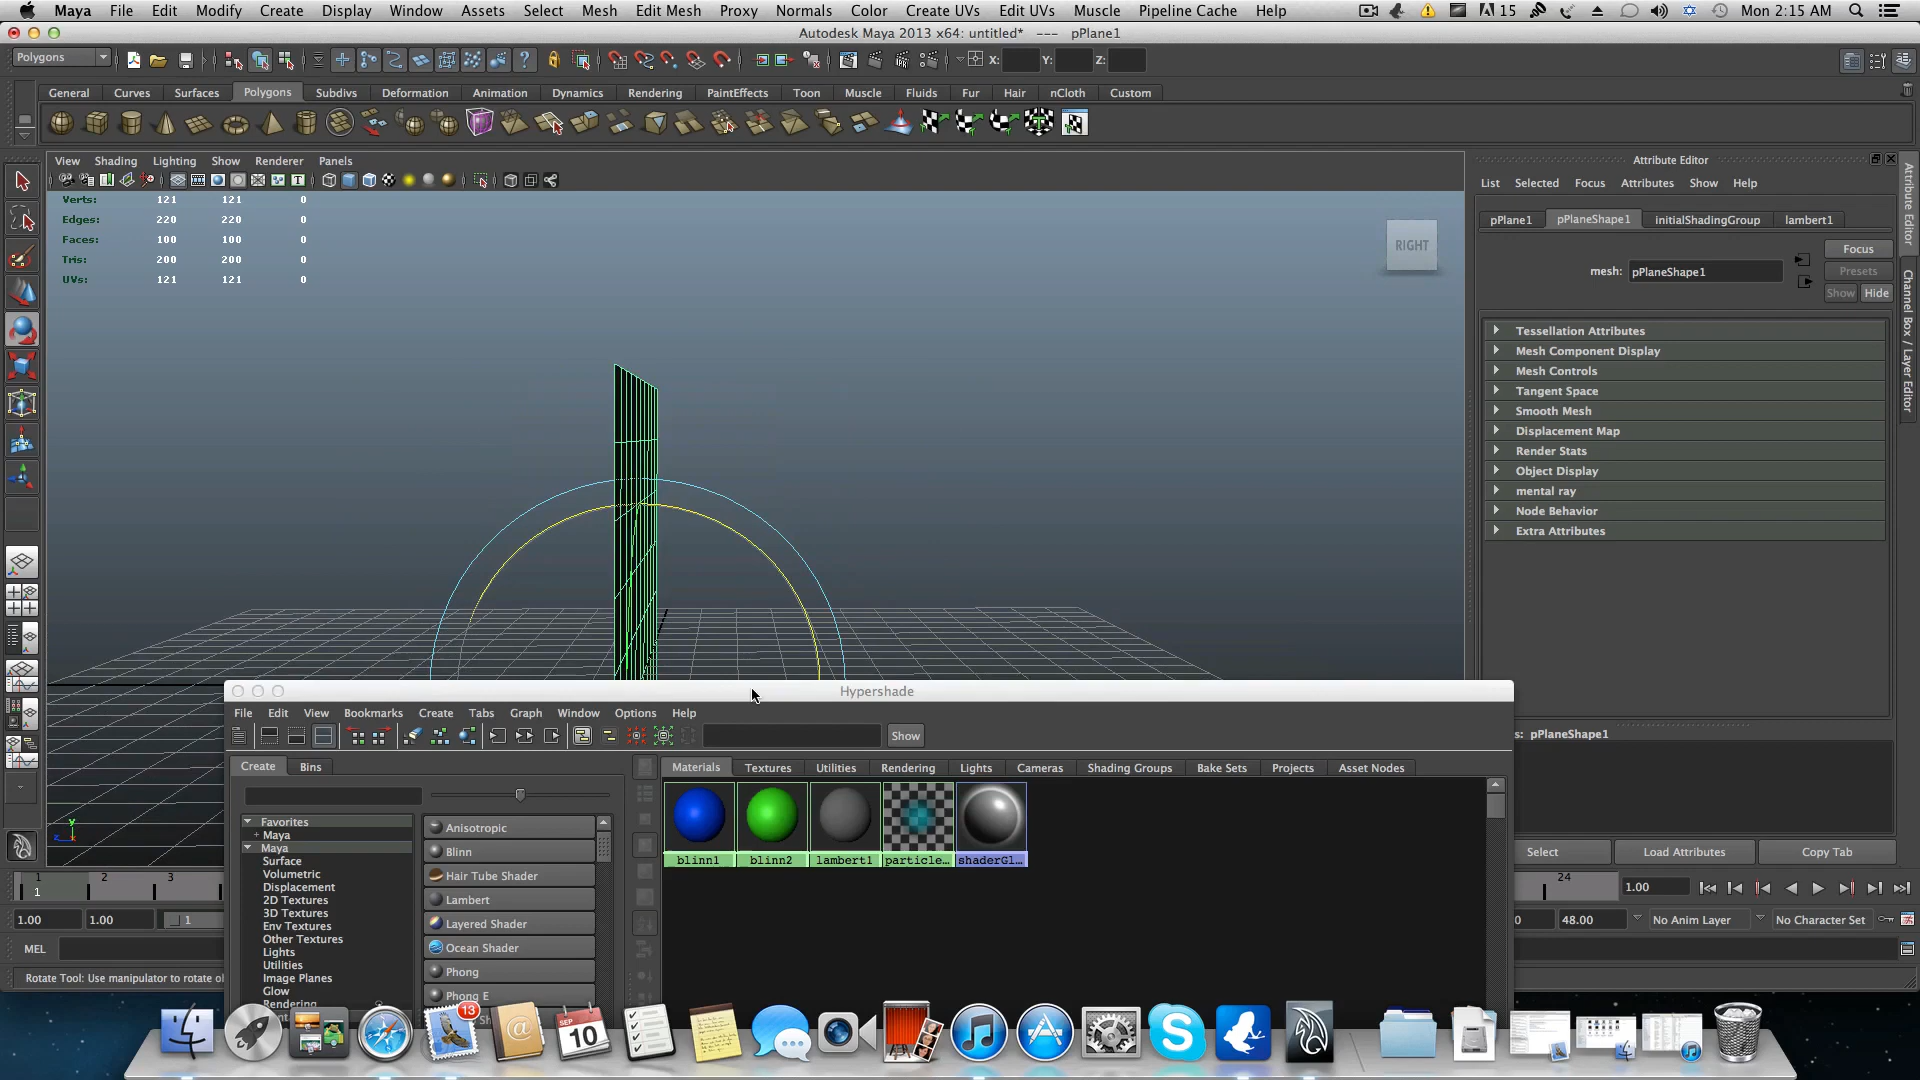 Maya File Edit Modify Create Display Window Assets Select Mesh Edit Mesh Proxy Normals Color Create UVs Edit UVs Muscle Pipeline Cache Help 15 Mon 2:15 AM
Autodesk Maya 2013 x64: untitled* --- pPlane1
Polygons X: Y: Z:
General Curves Surfaces Polygons Subdivs Deformation Animation Dynamics Rendering PaintEffects Toon Muscle Fluids Fur Hair nCloth Custom
View Shading Lighting Show Renderer Panels
Verts: 121 121 0
Edges: 220 220 0
Faces: 100 100 0
Tris: 200 200 0
UVs: 121 121 0
RIGHT
y
z
Attribute Editor
List Selected Focus Attributes Show Help
pPlane1 pPlaneShape1 initialShadingGroup lambert1
Focus
mesh: pPlaneShape1
Presets
Show Hide
Tessellation Attributes
Mesh Component Display
Mesh Controls
Tangent Space
Smooth Mesh
Displacement Map
Render Stats
Object Display
mental ray
Node Behavior
Extra Attributes
s: pPlaneShape1
Select Load Attributes Copy Tab
Attribute Editor
Channel Box / Layer Editor
Hypershade
File Edit View Bookmarks Create Tabs Graph Window Options Help
Show
Create Bins
Materials Textures Utilities Rendering Lights Cameras Shading Groups Bake Sets Projects Asset Nodes
Favorites
+ Maya
Maya
Surface
Volumetric
Displacement
2D Textures
3D Textures
Env Textures
Other Textures
Lights
Utilities
Image Planes
Glow
Rendering
Anisotropic
Blinn
Hair Tube Shader
Lambert
Layered Shader
Ocean Shader
Phong
Phong E
blinn1 blinn2 lambert1 particle... shaderGl...
1 2 3 24
1 1.00
1.00 1.00 1 0 48.00 No Anim Layer No Character Set
MEL
Rotate Tool: Use manipulator to rotate ob
13
SEP
10